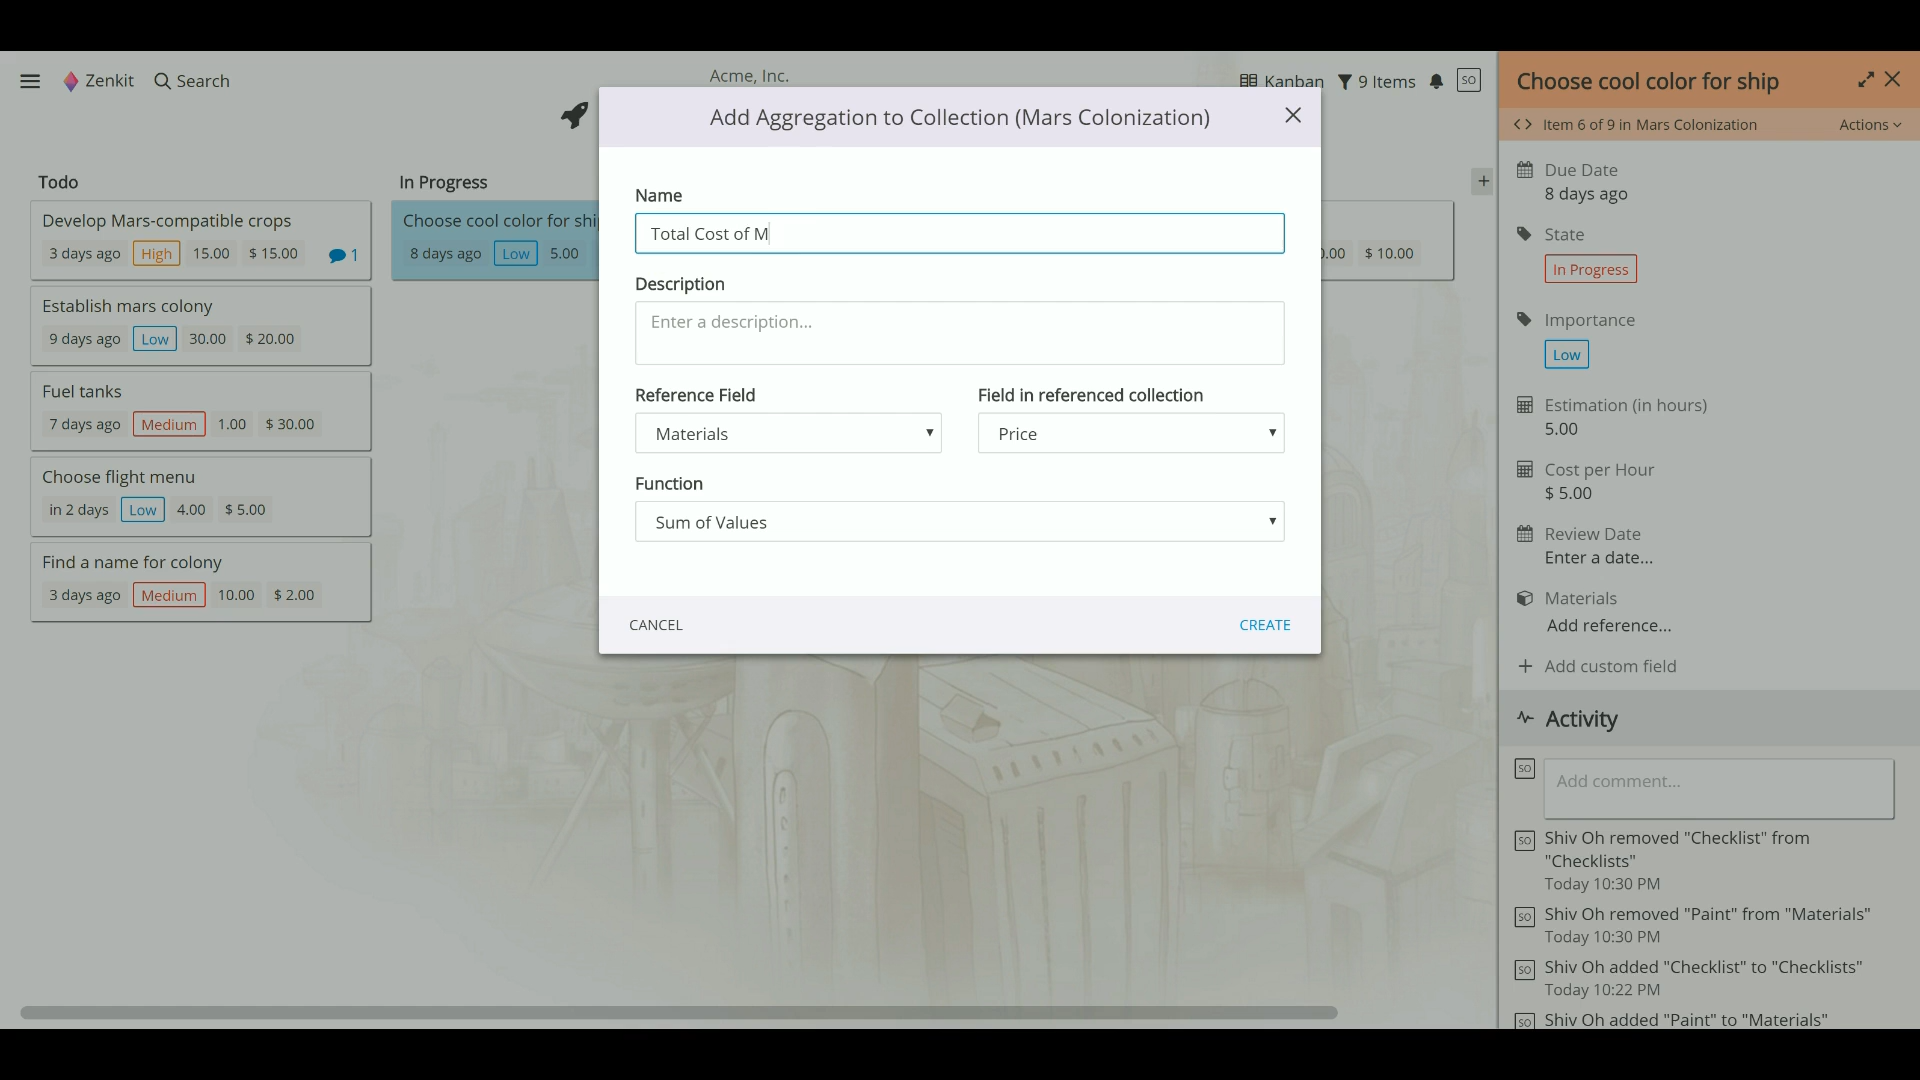 Zenkit
Search
Acme, Inc.
Kanban
9 Items
SO
Todo
Develop Mars-compatible crops
3 days ago High 15.00 $ 15.00 1
Establish mars colony
9 days ago Low 30.00 $ 20.00
Fuel tanks
7 days ago Medium 1.00 $ 30.00
Choose flight menu
in 2 days Low 4.00 $ 5.00
Find a name for colony
3 days ago Medium 10.00 $ 2.00
In Progress
Choose cool color for
8 days ago Low 5.00
$ 10.00
Add Aggregation to Collection (Mars Colonization)
Name
Total Cost of M
Description
Enter a description...
Reference Field
Materials
Field in referenced collection
Price
Function
Sum of Values
CANCEL
CREATE
Choose cool color for ship
Item 6 of 9 in Mars Colonization
Actions
Due Date
8 days ago
State
In Progress
Importance
Low
Estimation (in hours)
5.00
Cost per Hour
$ 5.00
Review Date
Enter a date...
Materials
Add reference...
+ Add custom field
Activity
SO
Add comment...
SO
Shiv Oh removed "Checklist" from
"Checklists"
Today 10:30 PM
SO
Shiv Oh removed "Paint" from "Materials"
Today 10:30 PM
SO
Shiv Oh added "Checklist" to "Checklists"
Today 10:22 PM
SO
Shiv Oh added "Paint" to "Materials"